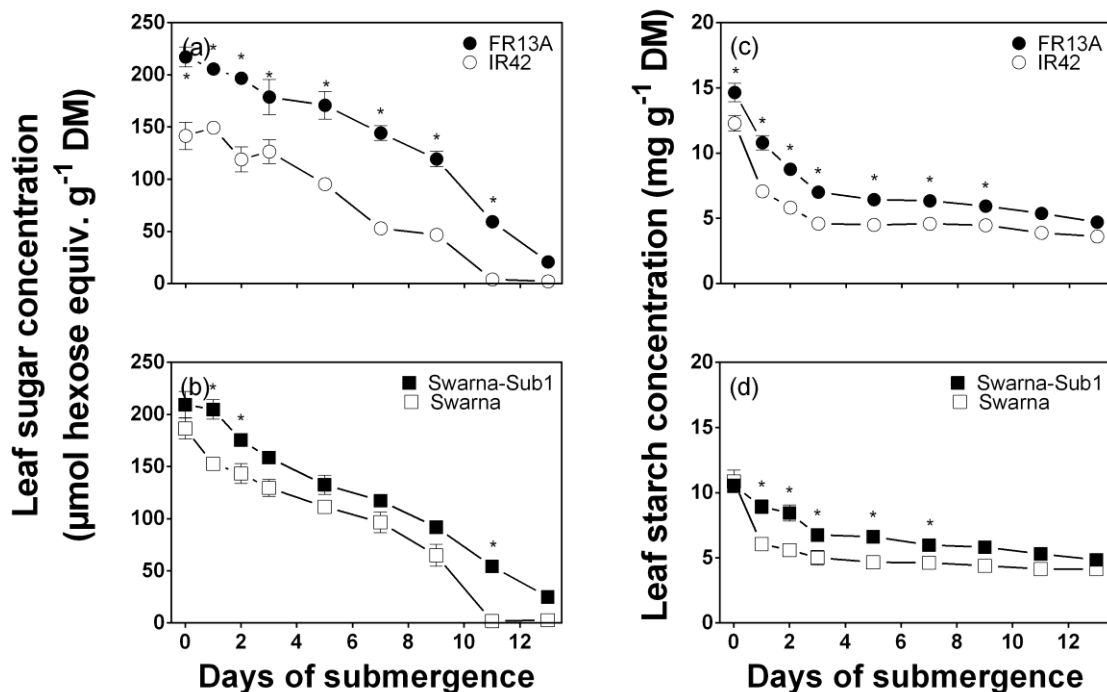 Leaf sugar concentration
(µmol hexose equiv. g-1 DM)
250
200
150
100
50
0
(a)
FR13A
IR42
* * * * * * * * *
250
200
150
100
50
0
(b)
Swarna-Sub1
Swarna
* * *
0 2 4 6 8 10 12
Days of submergence
Leaf starch concentration (mg g-1 DM)
20
15
10
5
0
(c)
FR13A
IR42
* * * * * * *
20
15
10
5
0
(d)
Swarna-Sub1
Swarna
* * * * *
0 2 4 6 8 10 12
Days of submergence